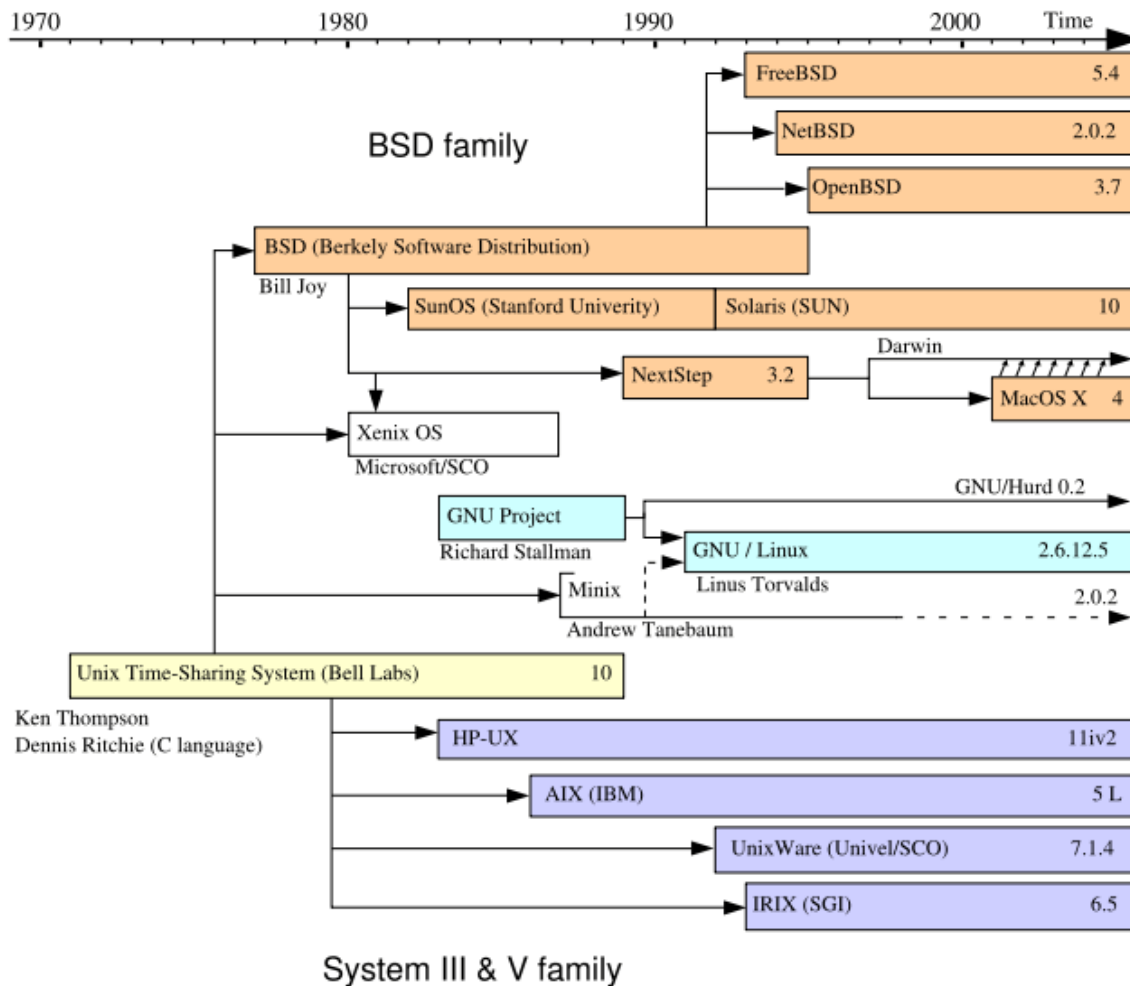 1970 1980 1990 2000 Time
FreeBSD 5.4
NetBSD 2.0.2
BSD family
OpenBSD 3.7
BSD (Berkely Software Distribution)
Bill Joy
SunOS (Stanford Univerity) Solaris (SUN) 10
Darwin
NextStep 3.2
MacOS X 4
Xenix OS
Microsoft/SCO
GNU/Hurd 0.2
GNU Project
Richard Stallman
GNU / Linux 2.6.12.5
Linus Torvalds
Minix
2.0.2
Andrew Tanebaum
Unix Time-Sharing System (Bell Labs) 10
Ken Thompson
Dennis Ritchie (C language)
HP-UX 11iv2
AIX (IBM) 5 L
UnixWare (Univel/SCO) 7.1.4
IRIX (SGI) 6.5
System III & V family